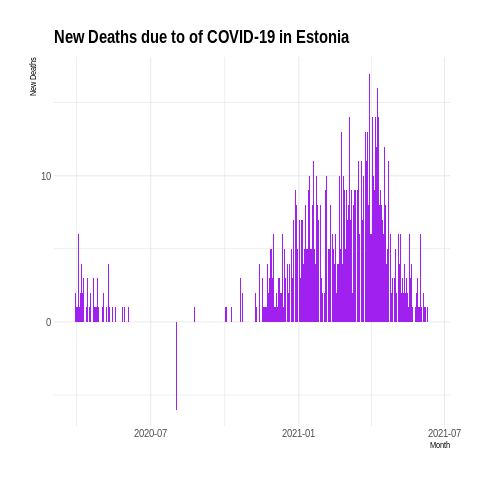 New Deaths due to of COVID-19 in Estonia
New Deaths
10
0
2020-07
2021-01
2021-07
Month